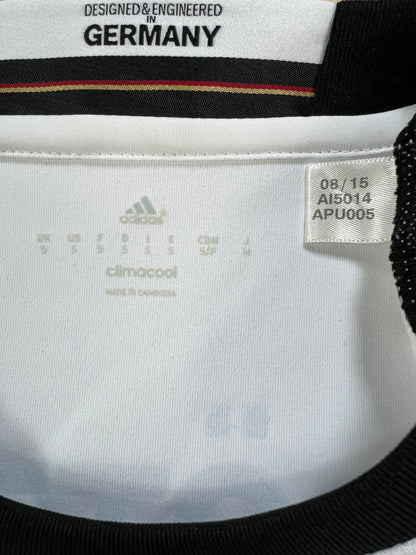 DESIGNED & ENGINEERED
IN
GERMANY
08 / 15
AI5014
APU005
adidas
UK US F D I E CDN J
S S S S S S S/P M
climacool
MADE IN CAMBODIA